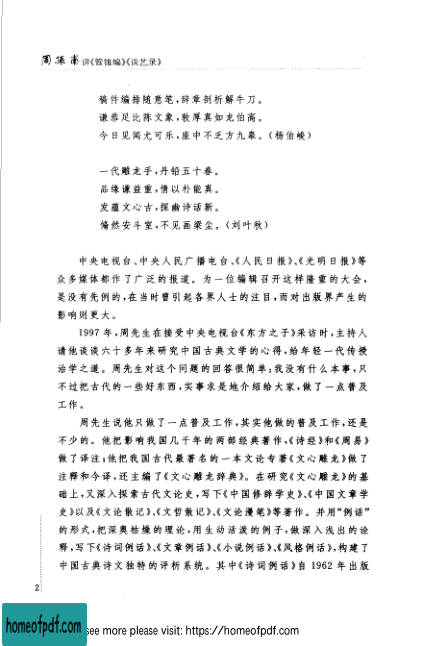 周振甫讲《管锥编》《谈艺录》
稿件编排随意笔,辞章剖析解牛刀。
谦恭足比陈文象,敦厚真如龙伯高。
今日见闻尤可乐,座中不乏方九皋。(杨伯峻)
一代雕龙手,丹铅五十春。
品缘谦益重,情以朴能真。
发蕴文心古,探幽诗话新。
翛然安斗室,不见画梁尘。(刘叶秋)
中央电视台、中央人民广播电台、《人民日报》、《光明日报》等
众多媒体都作了广泛的报道。为一位编辑召开这样隆重的大会,
是没有先例的,在当时曾引起各界人士的注目,而对出版界产生的
影响则更大。
1997年,周先生在接受中央电视台《东方之子》采访时,主持人
请他谈谈六十多年来研究中国古典文学的心得,给年轻一代传授
治学之道。周先生对这个问题的回答很简单:我没有什么本事,只
不过把古代的一些好东西,实事求是地介绍给大家,做了一点普及
工作。
周先生说他只做了一点普及工作,其实他做的普及工作,还是
不少的。他把影响我国几千年的两部经典著作,《诗经》和《周易》
做了译注;他把我国古代最著名的一本文论专著《文心雕龙》做了
注释和今译,还主编了《文心雕龙辞典》。在研究《文心雕龙》的基
础上,又深入探索古代文论史,写下《中国修辞学史》、《中国文章学
史》以及《文论散记》、《文哲散记》、《文论漫笔》等著作。并用“例话”
的形式,把深奥枯燥的理论,用生动活泼的例子,做深入浅出的诠
释,写下《诗词例话》、《文章例话》、《小说例话》、《风格例话》,构建了
中国古典诗文独特的评析系统。其中《诗词例话》自1962年出版
2
homeofpdf.com
see more please visit: https://homeofpdf.com